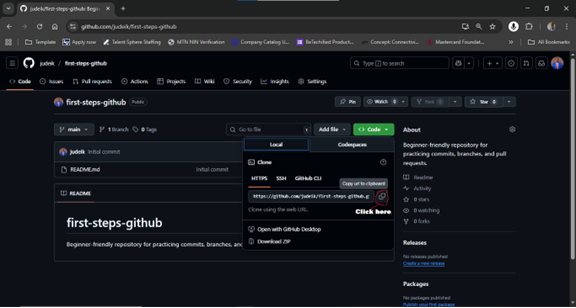 judeik/first-steps-github: Begin
github.com/judeik/first-steps-github
Template
Apply now
Talent Sphere Staffing
MTN NIN Verification
Company Catalog U...
BeTechified Product...
Concept Connectio...
Mastercard Foundat...
All Bookmarks
judeik / first-steps-github
Type / to search
Code
Issues
Pull requests
Actions
Projects
Wiki
Security
Insights
Settings
first-steps-github Public
Pin
Watch 0
Fork 0
Star 0
main
1 Branch
0 Tags
Go to file
t
Add file
Code
judeik Initial commit
README.md
Initial commit
README
first-steps-github
Beginner-friendly repository for practicing commits, branches, and
Local
Codespaces
Clone
HTTPS
SSH
GitHub CLI
Copy url to clipboard
https://github.com/judeik/first-steps-github.g
Clone using the web URL.
Click here
Open with GitHub Desktop
Download ZIP
About
Beginner-friendly repository for
practicing commits, branches, and pull
requests.
Readme
Activity
0 stars
0 watching
0 forks
Releases
No releases published
Create a new release
Packages
No packages published
Publish your first package